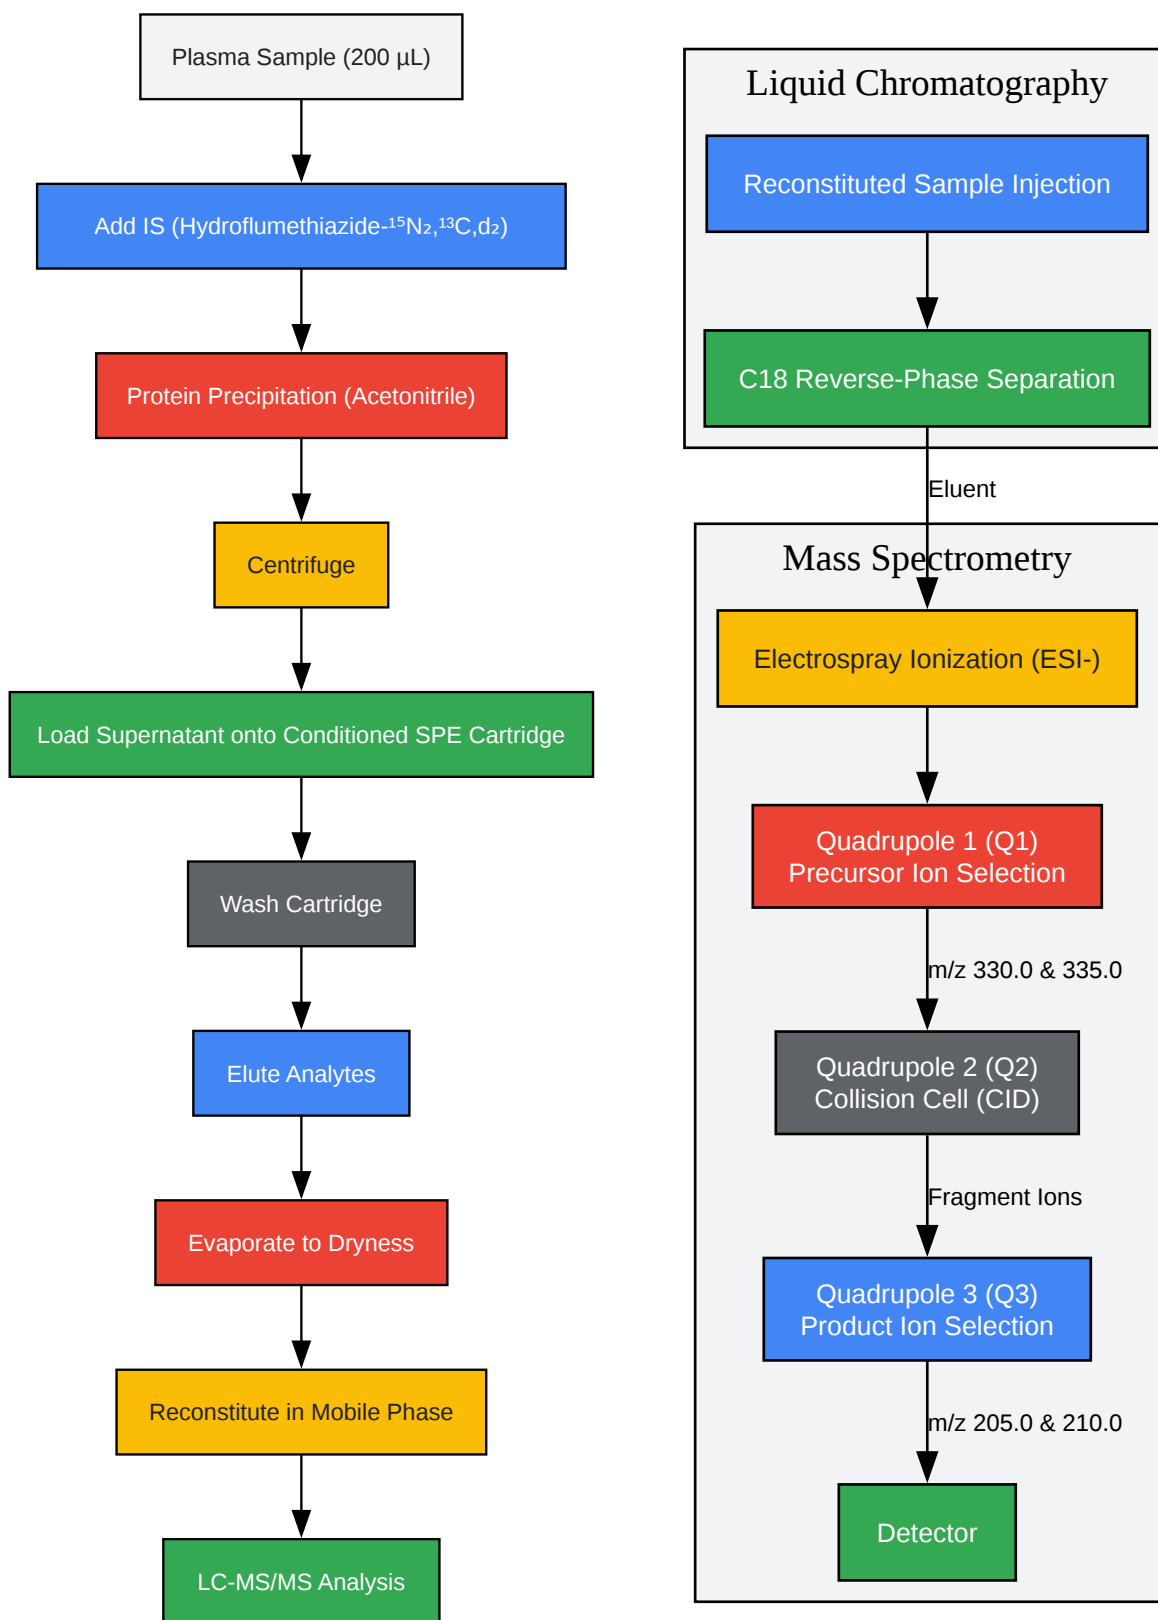 Plasma Sample (200 µL)
Add IS (Hydroflumethiazide-¹⁵N₂,¹³C,d₂)
Protein Precipitation (Acetonitrile)
Centrifuge
Load Supernatant onto Conditioned SPE Cartridge
Wash Cartridge
Elute Analytes
Evaporate to Dryness
Reconstitute in Mobile Phase
LC-MS/MS Analysis
Liquid Chromatography
Reconstituted Sample Injection
C18 Reverse-Phase Separation
Eluent
Mass Spectrometry
Electrospray Ionization (ESI-)
Quadrupole 1 (Q1)
Precursor Ion Selection
m/z 330.0 & 335.0
Quadrupole 2 (Q2)
Collision Cell (CID)
Fragment Ions
Quadrupole 3 (Q3)
Product Ion Selection
m/z 205.0 & 210.0
Detector